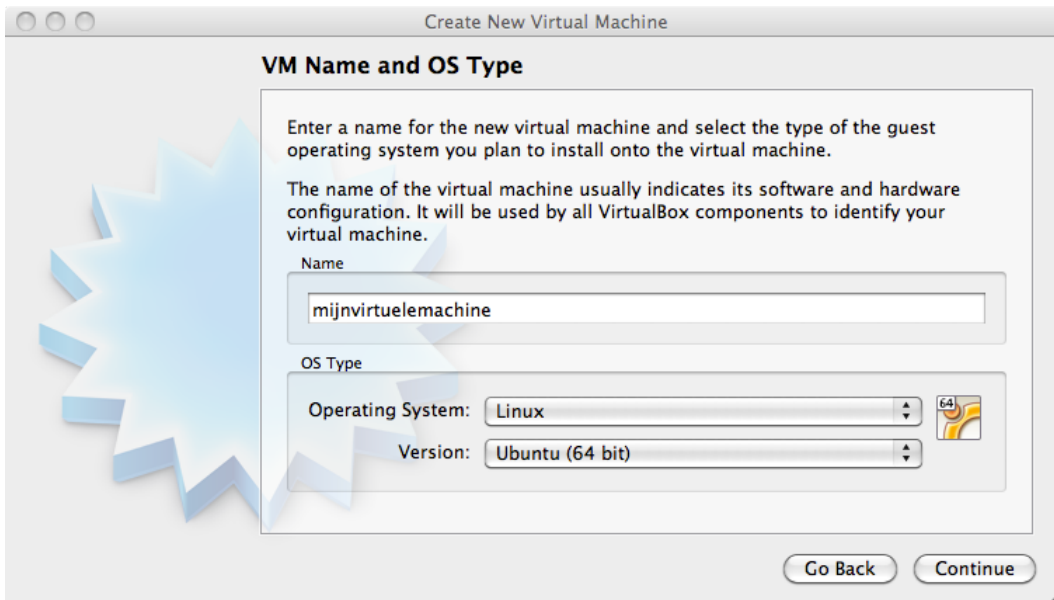 Create New Virtual Machine
VM Name and OS Type
Enter a name for the new virtual machine and select the type of the guest
operating system you plan to install onto the virtual machine.
The name of the virtual machine usually indicates its software and hardware
configuration. It will be used by all VirtualBox components to identify your
virtual machine.
Name
mijnvirtuelemachine
OS Type
Operating System: Linux
64
Version: Ubuntu (64 bit)
Go Back Continue